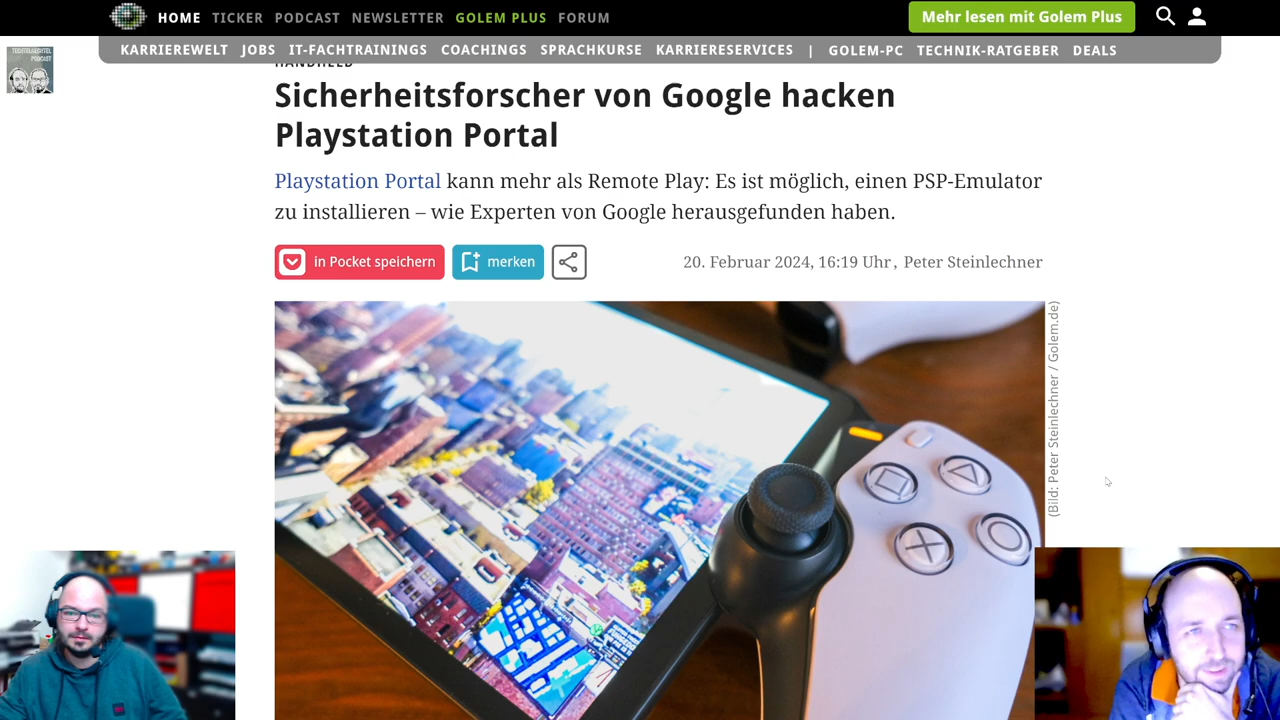 HOME TICKER PODCAST NEWSLETTER GOLEM PLUS FORUM Mehr lesen mit Golem Plus
KARRIEREWELT JOBS IT-FACHTRAININGS COACHINGS SPRACHKURSE KARRIERESERVICES | GOLEM-PC TECHNIK-RATGEBER DEALS
TECHTELMECHTEL
PODCAST
HANDHELD
Sicherheitsforscher von Google hacken
Playstation Portal
Playstation Portal kann mehr als Remote Play: Es ist möglich, einen PSP-Emulator
zu installieren – wie Experten von Google herausgefunden haben.
in Pocket speichern merken 20. Februar 2024, 16:19 Uhr, Peter Steinlechner
(Bild: Peter Steinlechner / Golem.de)